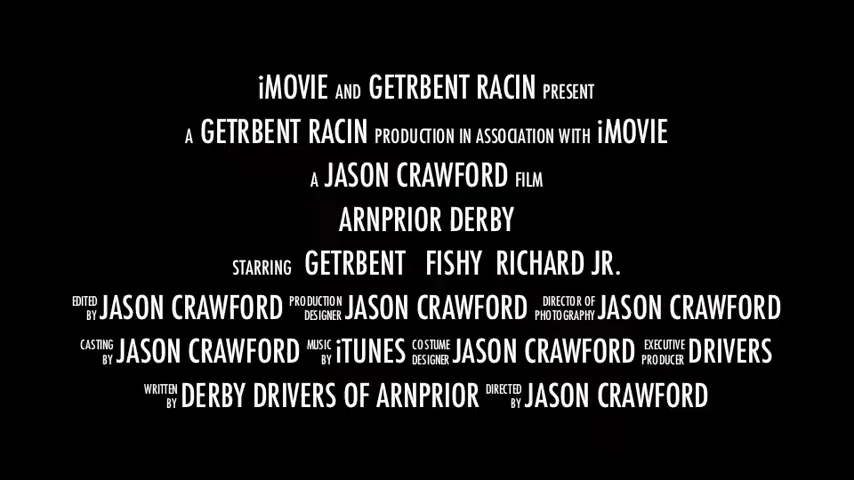 iMOVIE AND GETRBENT RACIN PRESENT
A GETRBENT RACIN PRODUCTION IN ASSOCIATION WITH iMOVIE
A JASON CRAWFORD FILM
ARNPRIOR DERBY
STARRING GETRBENT FISHY RICHARD JR.
EDITED BY JASON CRAWFORD PRODUCTION DESIGNER JASON CRAWFORD DIRECTOR OF PHOTOGRAPHY JASON CRAWFORD
CASTING BY JASON CRAWFORD MUSIC BY iTUNES COSTUME DESIGNER JASON CRAWFORD EXECUTIVE PRODUCER DRIVERS
WRITTEN BY DERBY DRIVERS OF ARNPRIOR DIRECTED BY JASON CRAWFORD